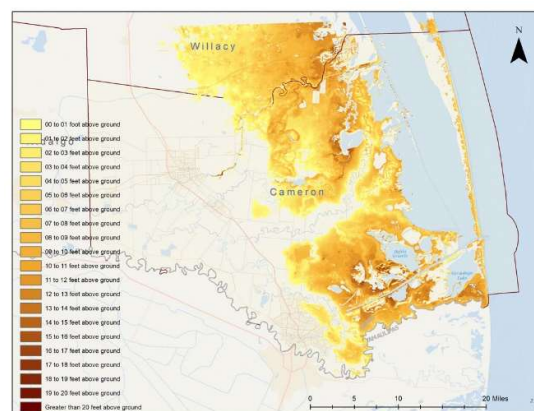 Willacy
N
00 to 01 foot above ground
01 to 02 feet above ground
Hidalgo
02 to 03 feet above ground
03 to 04 feet above ground
04 to 05 feet above ground
05 to 06 feet above ground
06 to 07 feet above ground
Cameron
07 to 08 feet above ground
08 to 09 feet above ground
09 to 10 feet above ground
10 to 11 feet above ground
11 to 12 feet above ground
12 to 13 feet above ground
13 to 14 feet above ground
14 to 15 feet above ground
TAMAULIPAS
15 to 16 feet above ground
16 to 17 feet above ground
17 to 18 feet above ground
18 to 19 feet above ground
19 to 20 feet above ground
Greater than 20 feet above ground
0 5 10 20 Miles